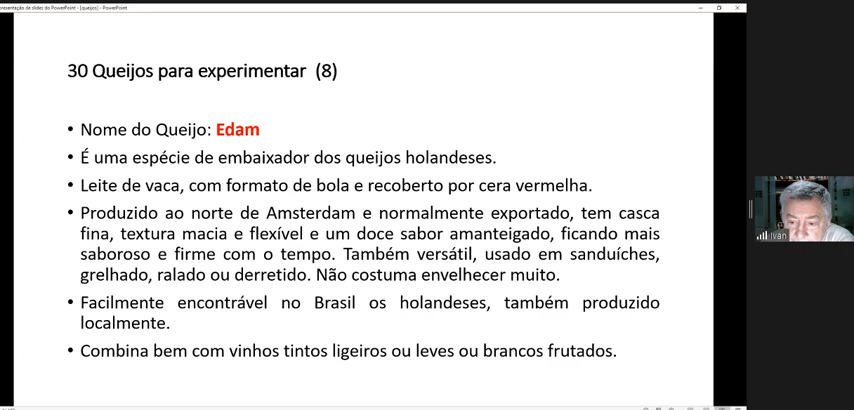 presentação de slides do PowerPoint - [queijos] - PowerPoint
30 Queijos para experimentar (8)
• Nome do Queijo: Edam
• É uma espécie de embaixador dos queijos holandeses.
• Leite de vaca, com formato de bola e recoberto por cera vermelha.
• Produzido ao norte de Amsterdam e normalmente exportado, tem casca
fina, textura macia e flexível e um doce sabor amanteigado, ficando mais
saboroso e firme com o tempo. Também versátil, usado em sanduíches,
grelhado, ralado ou derretido. Não costuma envelhecer muito.
• Facilmente encontrável no Brasil os holandeses, também produzido
localmente.
• Combina bem com vinhos tintos ligeiros ou leves ou brancos frutados.
Ivan